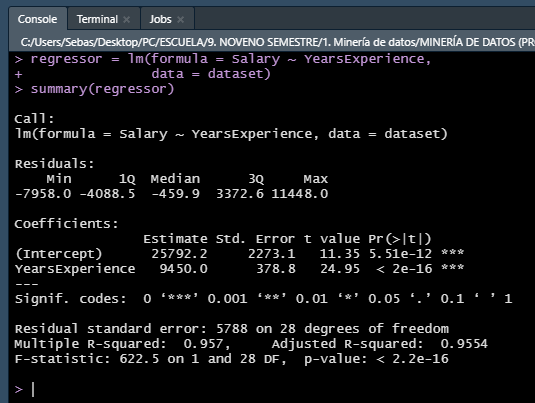 Console Terminal × Jobs ×
C:/Users/Sebas/Desktop/PC/ESCUELA/9. NOVENO SEMESTRE/1. Minería de datos/MINERÍA DE DATOS (PR
> regressor = lm(formula = Salary ~ YearsExperience,
+                data = dataset)
> summary(regressor)
Call:
lm(formula = Salary ~ YearsExperience, data = dataset)
Residuals:
    Min      1Q  Median      3Q     Max
-7958.0 -4088.5  -459.9  3372.6 11448.0
Coefficients:
                Estimate Std. Error t value Pr(>|t|)
(Intercept)      25792.2     2273.1   11.35 5.51e-12 ***
YearsExperience   9450.0      378.8   24.95  < 2e-16 ***
---
Signif. codes:  0 ‘***’ 0.001 ‘**’ 0.01 ‘*’ 0.05 ‘.’ 0.1 ‘ ’ 1
Residual standard error: 5788 on 28 degrees of freedom
Multiple R-squared:  0.957,	Adjusted R-squared:  0.9554
F-statistic: 622.5 on 1 and 28 DF,  p-value: < 2.2e-16
>